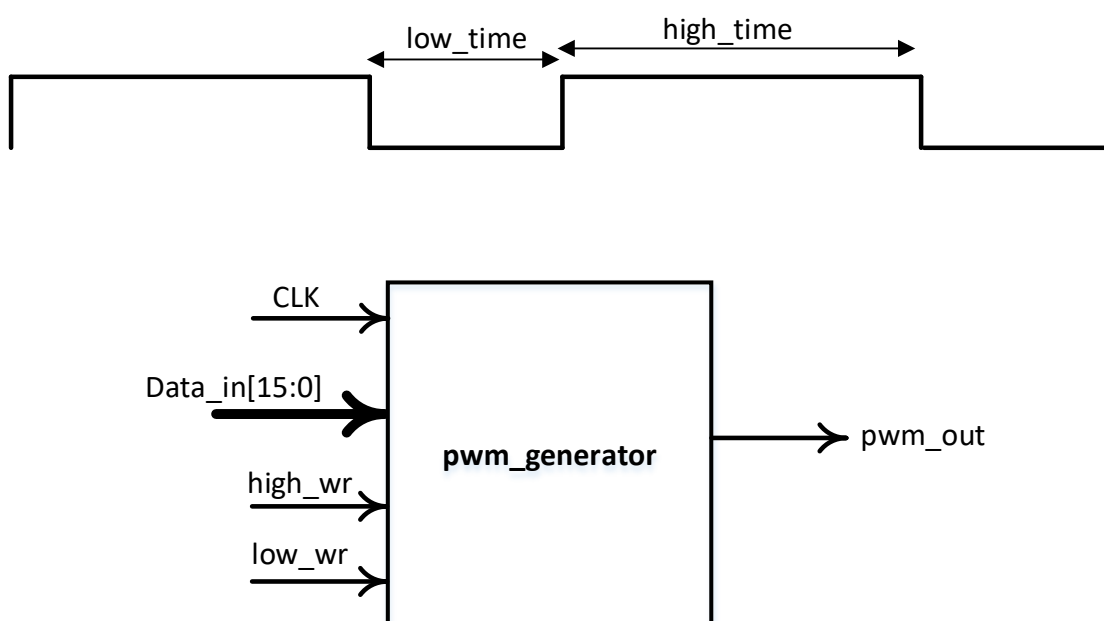 low_time
high_time
CLK
Data_in[15:0]
pwm_generator
pwm_out
high_wr
low_wr